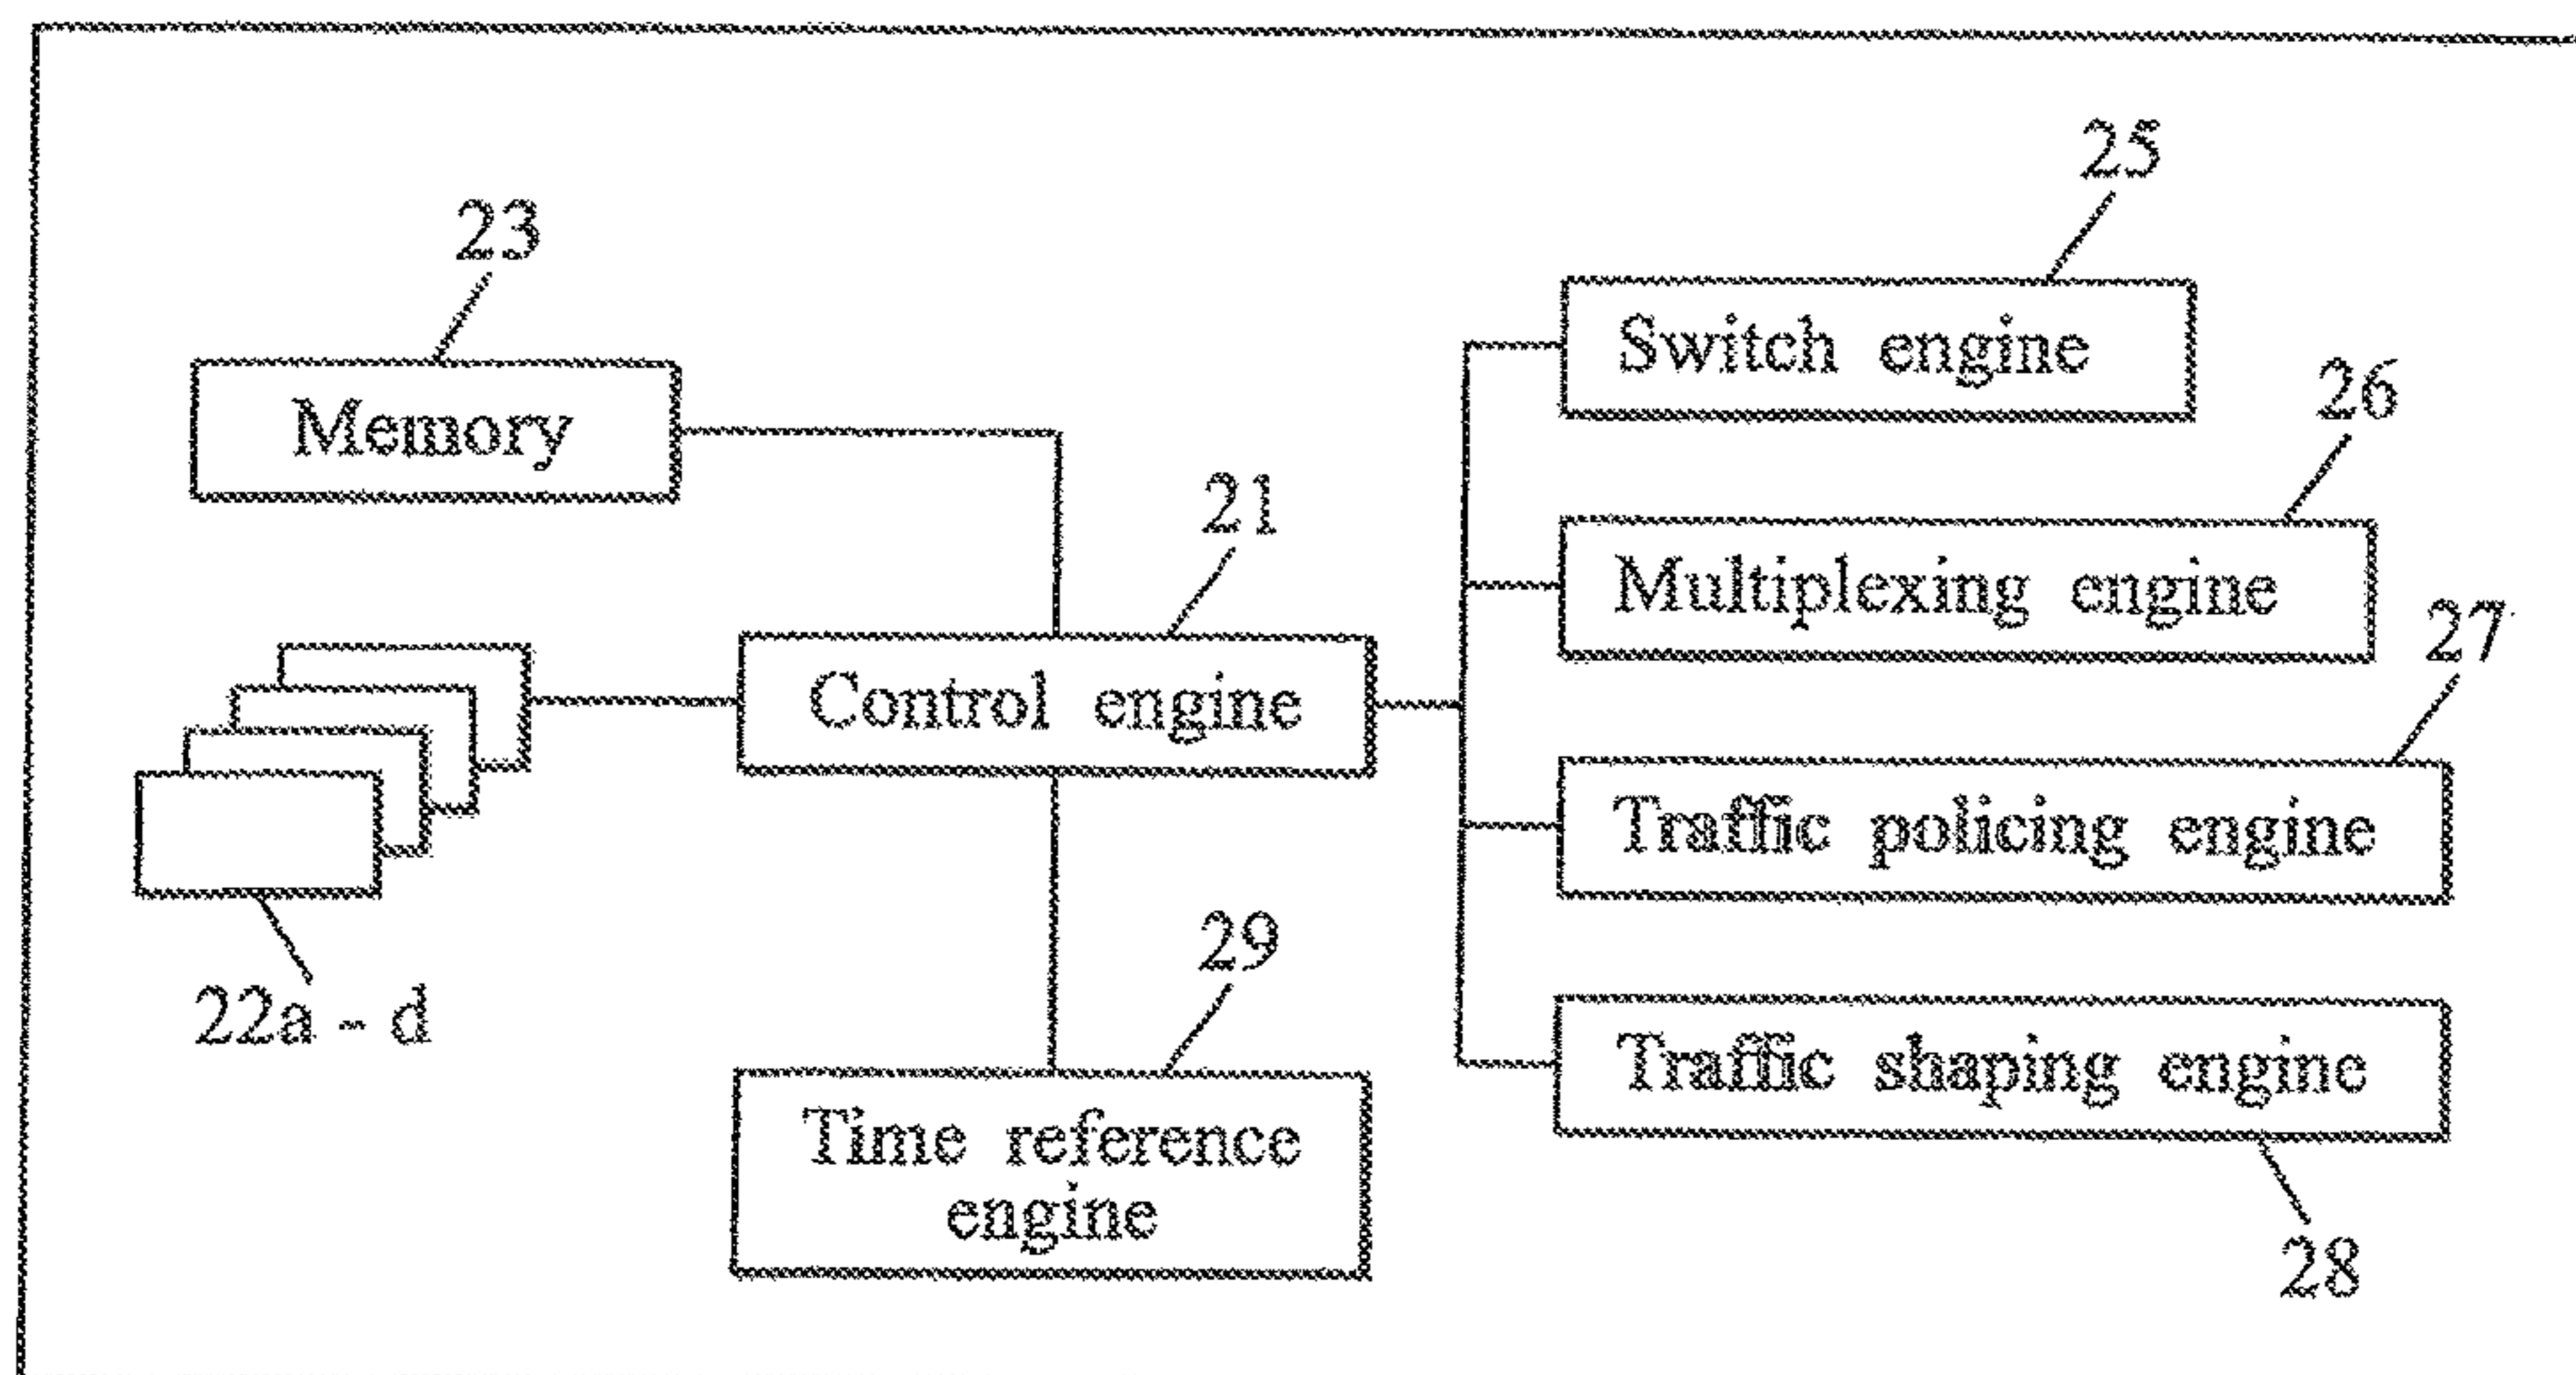 25
23
Switch engine
26
Memory
21
Multiplexing engine
27
Control engine
Traffic policing engine
29
22a - d
Traffic shaping engine
Time reference
engine
28